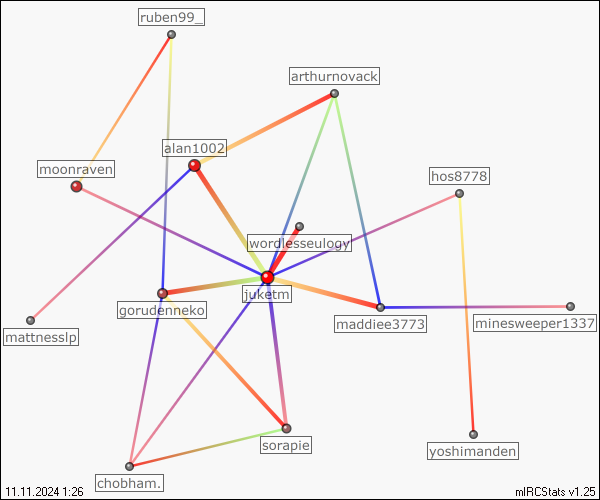 ruben99_
arthurnovack
alan1002
moonraven
hos8778
wordlesseulogy
juketm
gorudenneko
maddiee3773
minesweeper1337
mattnesslp
sorapie
yoshimanden
chobham.
11.11.2024 1:26
mIRCStats v1.25